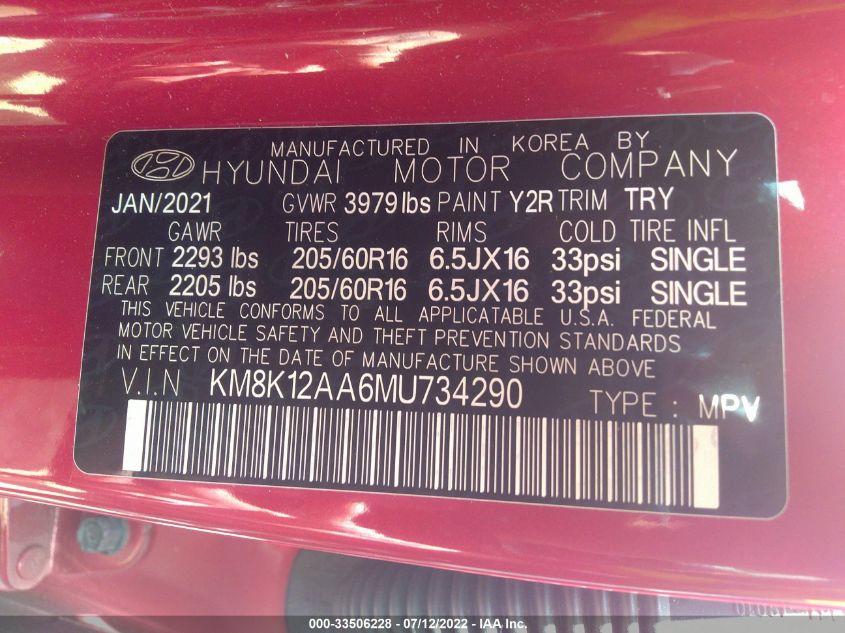 MANUFACTURED IN KOREA BY
HYUNDAI MOTOR COMPANY
JAN/2021 GVWR 3979 lbs PAINT Y2R TRIM TRY
GAWR TIRES RIMS COLD TIRE INFL
FRONT 2293 lbs 205/60R16 6.5JX16 33psi SINGLE
REAR 2205 lbs 205/60R16 6.5JX16 33psi SINGLE
THIS VEHICLE CONFORMS TO ALL APPLICATABLE U.S.A. FEDERAL
MOTOR VEHICLE SAFETY AND THEFT PREVENTION STANDARDS
IN EFFECT ON THE DATE OF MANUFACTURE SHOWN ABOVE
V.I.N KM8K12AA6MU734290 TYPE : MPV
000-33506228 - 07/12/2022 - IAA Inc.